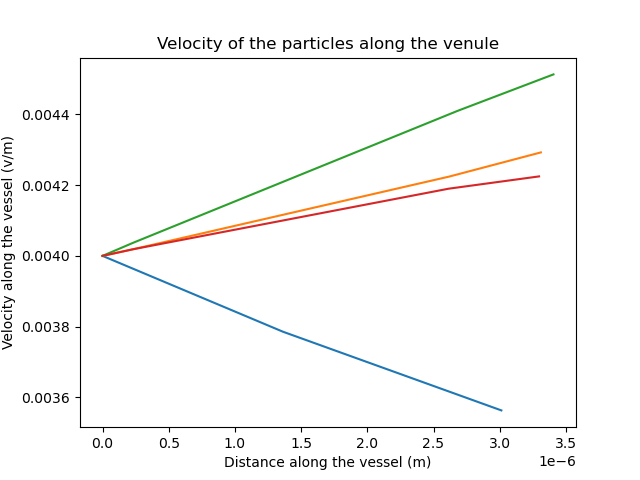 Velocity of the particles along the venule
Velocity along the vessel (v/m)
0.0044
0.0042
0.0040
0.0038
0.0036
0.0 0.5 1.0 1.5 2.0 2.5 3.0 3.5
1e−6
Distance along the vessel (m)